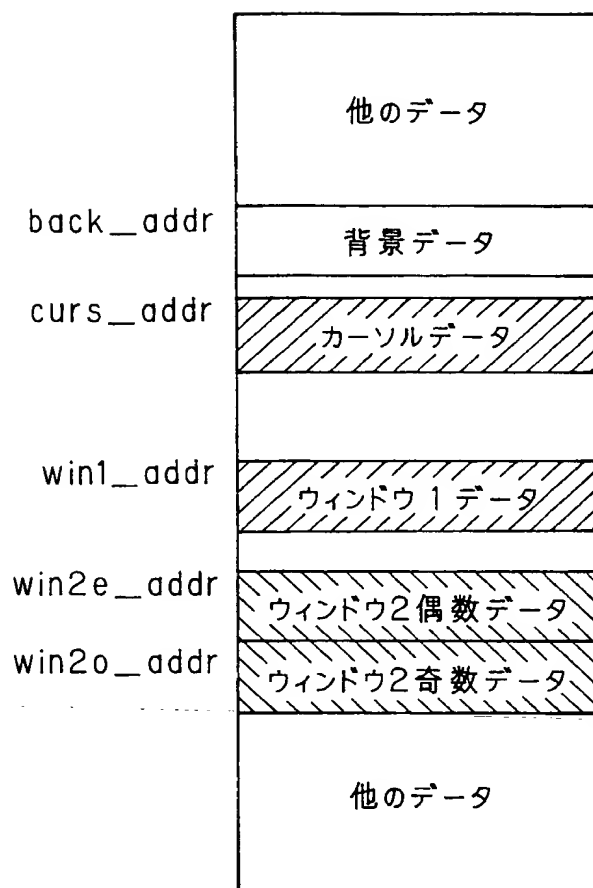 他のデータ
back_addr
背景データ
curs_addr
カーソルデータ
win1_addr
ウィンドウ1データ
win2e_addr
ウィンドウ2偶数データ
win2o_addr
ウィンドウ2奇数データ
他のデータ